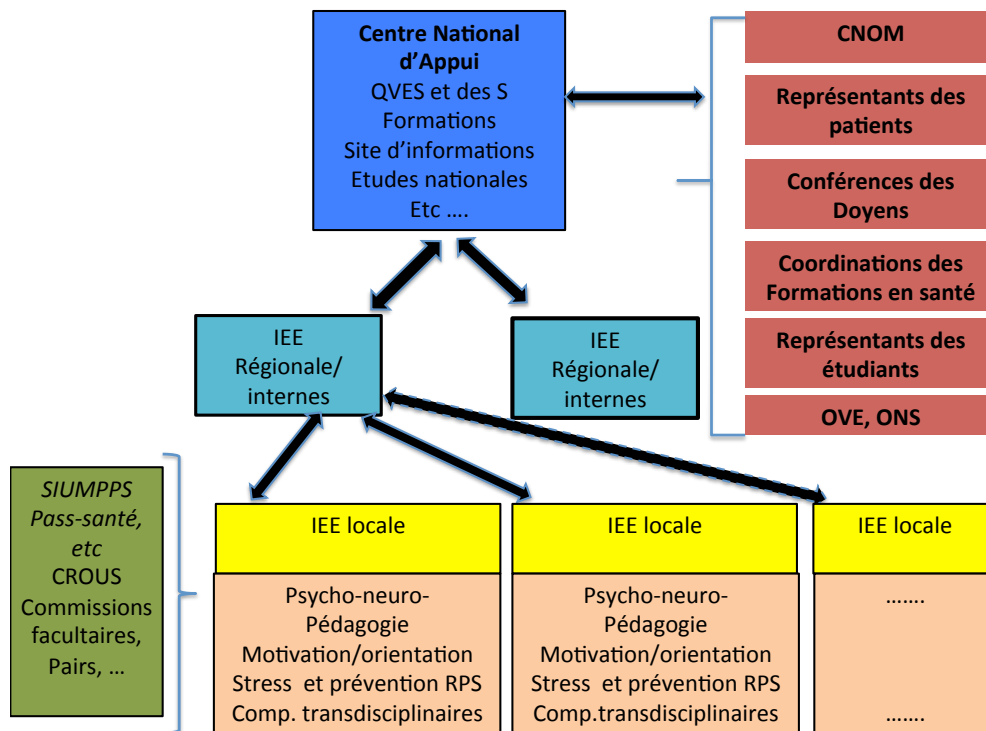 Centre National
d’Appui
QVES et des S
Formations
Site d’informations
Etudes nationales
Etc ….
CNOM
Représentants des
patients
Conférences des
Doyens
Coordinations des
Formations en santé
Représentants des
étudiants
OVE, ONS
IEE
Régionale/
internes
IEE
Régionale/
internes
SIUMPPS
Pass-santé,
etc
CROUS
Commissions
facultaires,
Pairs, …
IEE locale
Psycho-neuro-
Pédagogie
Motivation/orientation
Stress et prévention RPS
Comp. transdisciplinaires
IEE locale
Psycho-neuro-
Pédagogie
Motivation/orientation
Stress et prévention RPS
Comp.transdisciplinaires
IEE locale
…….
…….